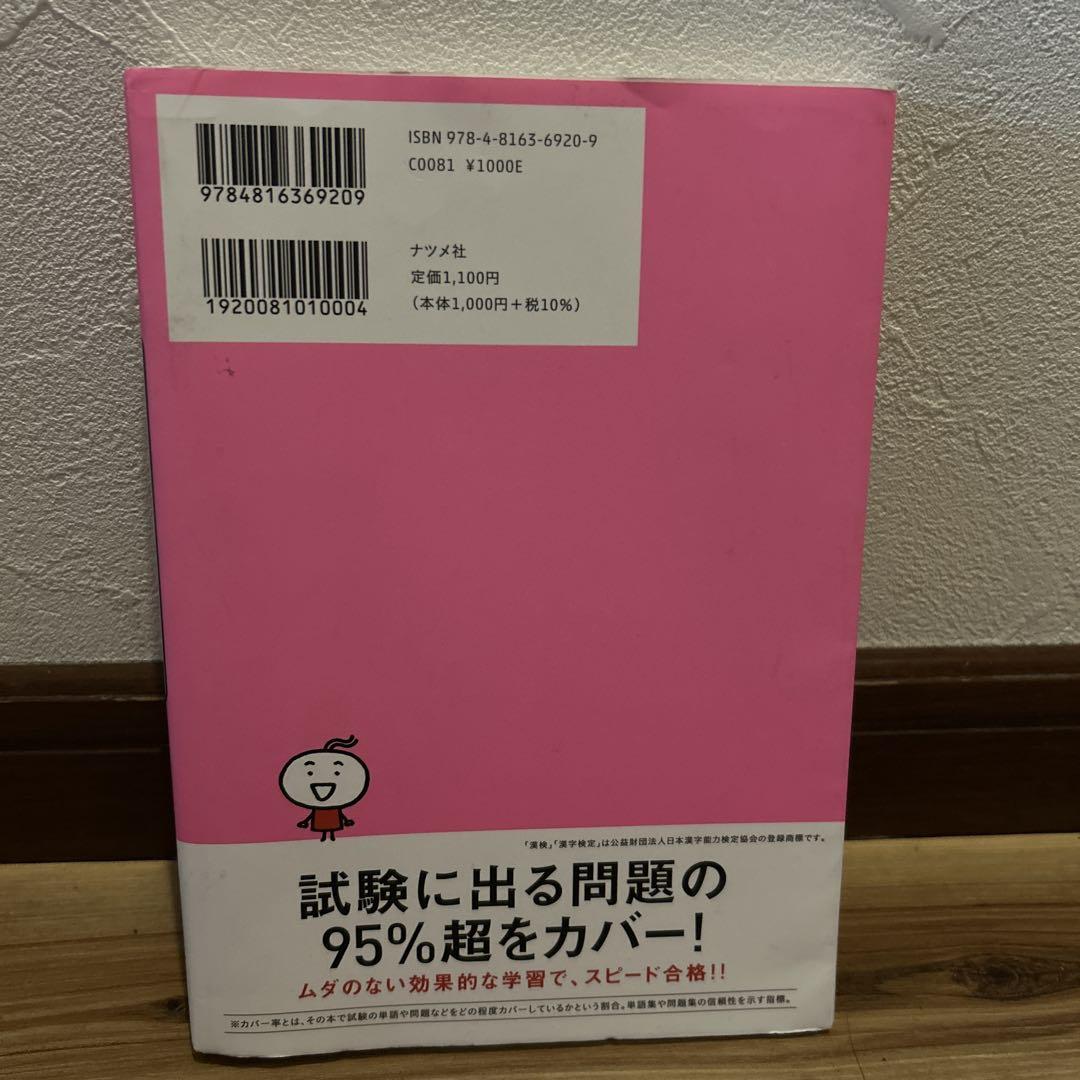 ISBN 978-4-8163-6920-9
C0081 ¥1000E
9784816369209
ナツメ社
定価1,100円
(本体1,000円+税10%)
1920081010004
「漢検」「漢字検定」は公益財団法人日本漢字能力検定協会の登録商標です。
試験に出る問題の
95%超をカバー!
ムダのない効果的な学習で、スピード合格!!
※カバー率とは、その本で試験の単語や問題などをどの程度カバーしているかという割合。単語集や問題集の信頼性を示す指標。